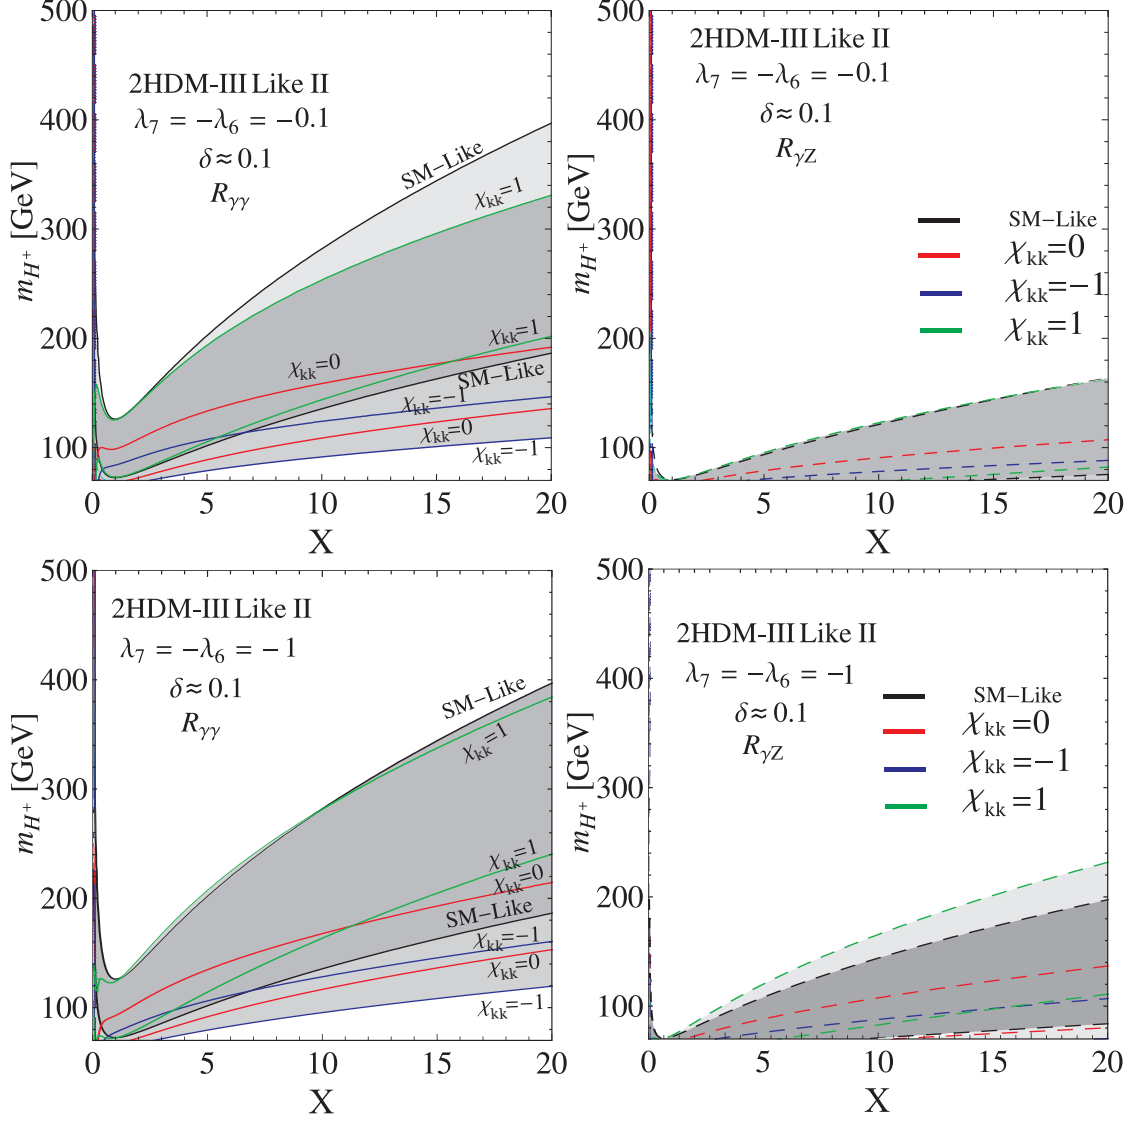 2HDM-III Like II
λ7 = −λ6 = −0.1
δ ≈ 0.1
Rγγ
SM−Like
χkk=1
χkk=0
χkk=1
SM−Like
χkk=−1
χkk=0
χkk=−1
mH+ [GeV]
500
400
300
200
100
0 5 10 15 20
X
2HDM-III Like II
λ7 = −λ6 = −0.1
δ ≈ 0.1
RγZ
SM−Like
χkk=0
χkk=−1
χkk=1
mH+ [GeV]
500
400
300
200
100
0 5 10 15 20
X
2HDM-III Like II
λ7 = −λ6 = −1
δ ≈ 0.1
Rγγ
SM−Like
χkk=1
χkk=1
χkk=0
SM−Like
χkk=−1
χkk=0
χkk=−1
mH+ [GeV]
500
400
300
200
100
0 5 10 15 20
X
2HDM-III Like II
λ7 = −λ6 = −1
δ ≈ 0.1
RγZ
SM−Like
χkk=0
χkk=−1
χkk=1
mH+ [GeV]
500
400
300
200
100
0 5 10 15 20
X